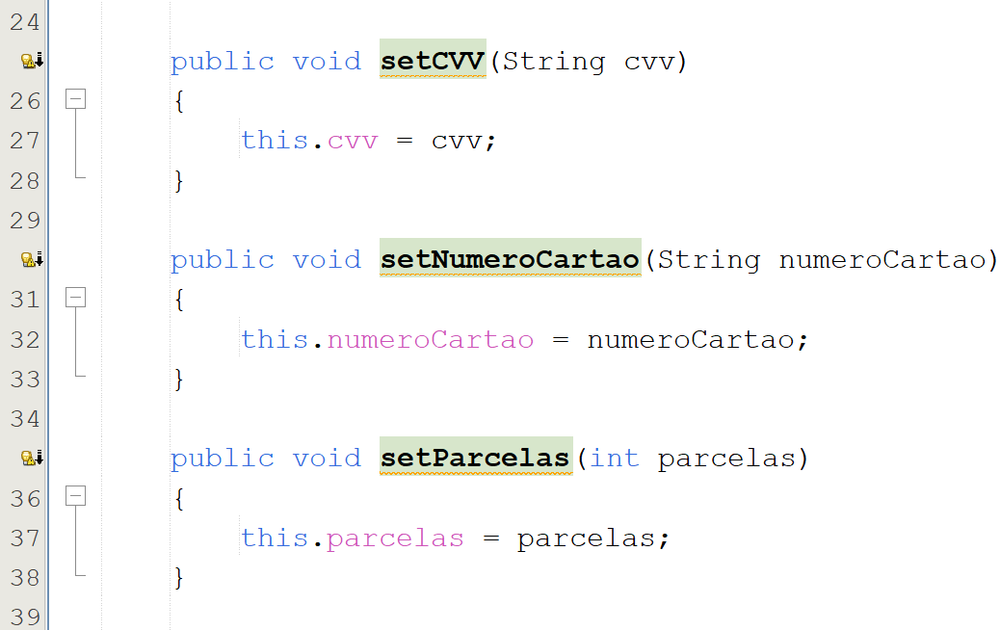 24
public void setCVV(String cvv)
26 {
27 this.cvv = cvv;
28 }
29
public void setNumeroCartao(String numeroCartao)
31 {
32 this.numeroCartao = numeroCartao;
33 }
34
public void setParcelas(int parcelas)
36 {
37 this.parcelas = parcelas;
38 }
39